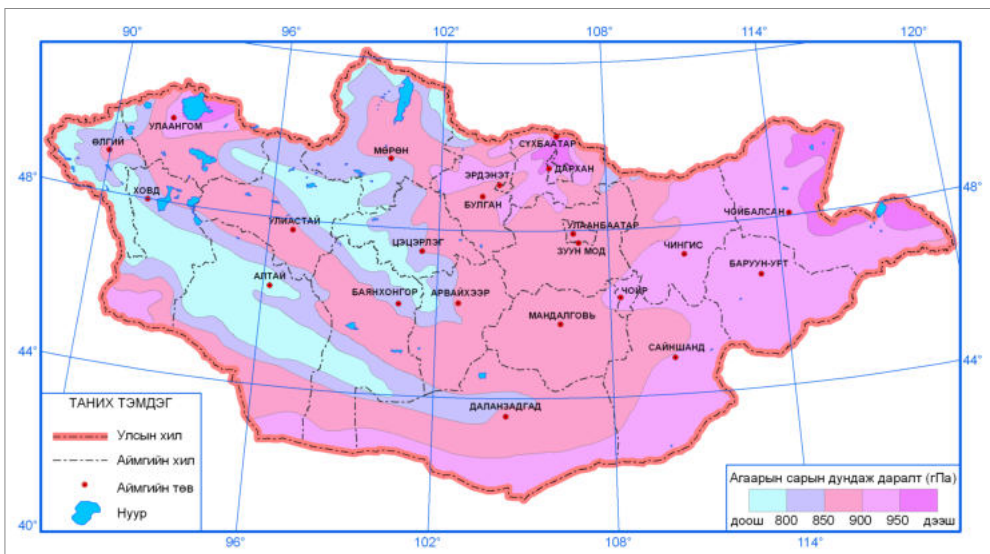 90° 96° 102° 108° 114° 120°
УЛААНГОМ
ӨЛГИЙ
МӨРӨН
СҮХБААТАР
ДАРХАН
ЭРДЭНЭТ
48° 48°
ХОВД
БУЛГАН
ЧОЙБАЛСАН
УЛИАСТАЙ
УЛААНБААТАР
ЦЭЦЭРЛЭГ
ЗУУН МОД
ЧИНГИС
БАРУУН-УРТ
АЛТАЙ
БАЯНХОНГОР
АРВАЙХЭЭР
ЧОЙР
МАНДАЛГОВЬ
САЙНШАНД
44° 44°
ДАЛАНЗАДГАД
ТАНИХ ТЭМДЭГ
Улсын хил
Аймгийн хил
Аймгийн төв
Нуур
Агаарын сарын дундаж даралт (гПа)
доош 800 850 900 950 дээш
40°
96° 102° 108° 114°